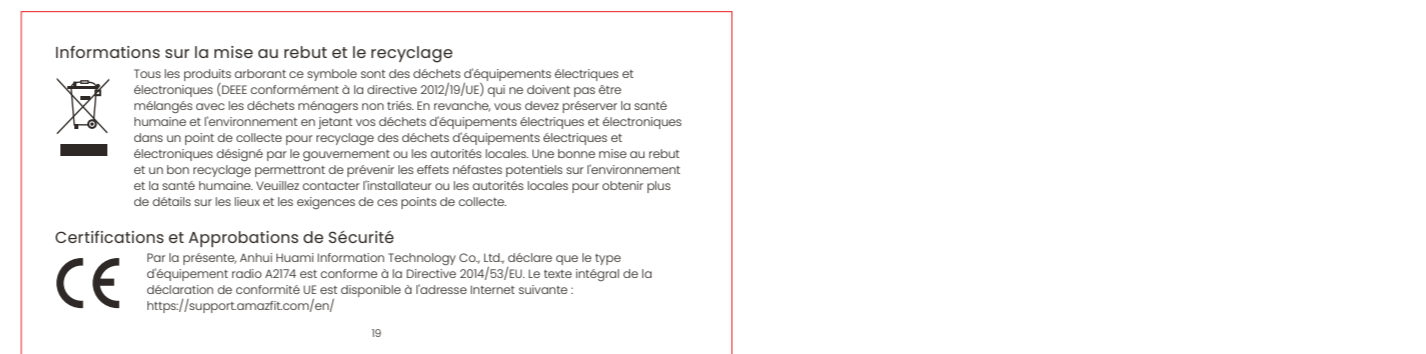 Informations sur la mise au rebut et le recyclage
Tous les produits arborant ce symbole sont des déchets d'équipements électriques et
électroniques (DEEE conformément à la directive 2012/19/UE) qui ne doivent pas être
mélangés avec les déchets ménagers non triés. En revanche, vous devez préserver la santé
humaine et l'environnement en jetant vos déchets d'équipements électriques et électroniques
dans un point de collecte pour recyclage des déchets d'équipements électriques et
électroniques désigné par le gouvernement ou les autorités locales. Une bonne mise au rebut
et un bon recyclage permettront de prévenir les effets néfastes potentiels sur l'environnement
et la santé humaine. Veuillez contacter l'installateur ou les autorités locales pour obtenir plus
de détails sur les lieux et les exigences de ces points de collecte.
Certifications et Approbations de Sécurité
CE
Par la présente, Anhui Huami Information Technology Co., Ltd., déclare que le type
d'équipement radio A2174 est conforme à la Directive 2014/53/EU. Le texte intégral de la
déclaration de conformité UE est disponible à l'adresse Internet suivante :
https://support.amazfit.com/en/
19